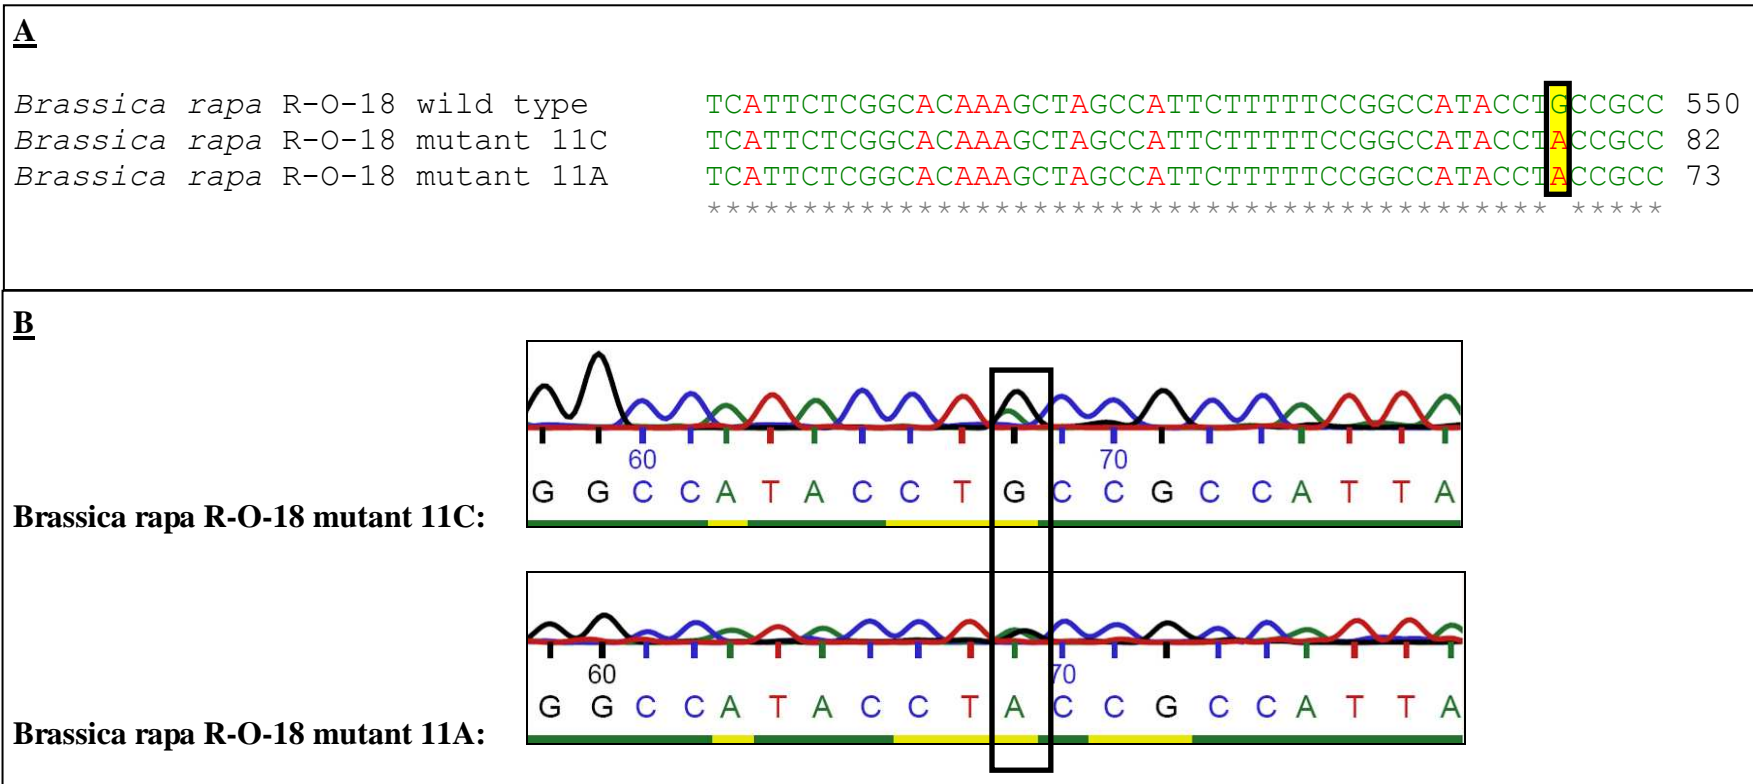 A
Brassica rapa R-O-18 wild type TCATTCTCGGCACAAAGCTAGCCATTCTTTTTCCGGCCATACCTGCCGCC 550
Brassica rapa R-O-18 mutant 11C TCATTCTCGGCACAAAGCTAGCCATTCTTTTTCCGGCCATACCTACCGCC 82
Brassica rapa R-O-18 mutant 11A TCATTCTCGGCACAAAGCTAGCCATTCTTTTTCCGGCCATACCTACCGCC 73
******************************************** *****
B
60 70
G G C C A T A C C T G C C G C C A T T A
Brassica rapa R-O-18 mutant 11C:
60 70
G G C C A T A C C T A C C G C C A T T A
Brassica rapa R-O-18 mutant 11A: